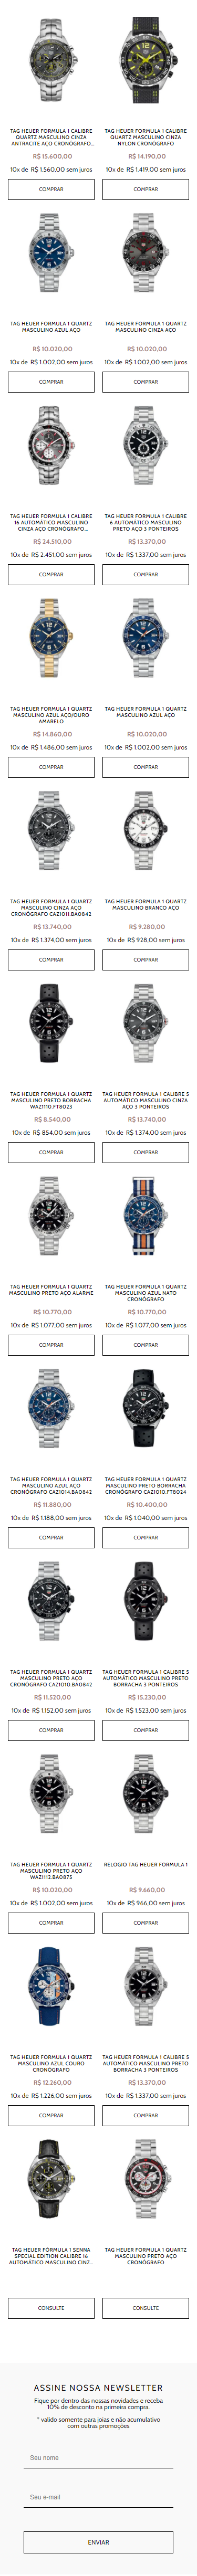 TAG HEUER FORMULA 1 CALIBRE
QUARTZ MASCULINO CINZA
ANTRACITE AÇO CRONÓGRAFO...
R$ 15.600,00
10x de R$ 1.560,00 sem juros
COMPRAR
TAG HEUER FORMULA 1 CALIBRE
QUARTZ MASCULINO CINZA
NYLON CRONÓGRAFO
R$ 14.190,00
10x de R$ 1.419,00 sem juros
COMPRAR
TAG HEUER FORMULA 1 QUARTZ
MASCULINO AZUL AÇO
R$ 10.020,00
10x de R$ 1.002,00 sem juros
COMPRAR
TAG HEUER FORMULA 1 QUARTZ
MASCULINO CINZA AÇO
R$ 10.020,00
10x de R$ 1.002,00 sem juros
COMPRAR
TAG HEUER FORMULA 1 CALIBRE
16 AUTOMÁTICO MASCULINO
CINZA AÇO CRONÓGRAFO...
R$ 24.510,00
10x de R$ 2.451,00 sem juros
COMPRAR
TAG HEUER FORMULA 1 CALIBRE
6 AUTOMÁTICO MASCULINO
PRETO AÇO 3 PONTEIROS
R$ 13.370,00
10x de R$ 1.337,00 sem juros
COMPRAR
TAG HEUER FORMULA 1 QUARTZ
MASCULINO AZUL AÇO/OURO
AMARELO
R$ 14.860,00
10x de R$ 1.486,00 sem juros
COMPRAR
TAG HEUER FORMULA 1 QUARTZ
MASCULINO AZUL AÇO
R$ 10.020,00
10x de R$ 1.002,00 sem juros
COMPRAR
TAG HEUER FORMULA 1 QUARTZ
MASCULINO CINZA AÇO
CRONÓGRAFO CAZ1011.BA0842
R$ 13.740,00
10x de R$ 1.374,00 sem juros
COMPRAR
TAG HEUER FORMULA 1 QUARTZ
MASCULINO BRANCO AÇO
R$ 9.280,00
10x de R$ 928,00 sem juros
COMPRAR
TAG HEUER FORMULA 1 QUARTZ
MASCULINO PRETO BORRACHA
WAZ1110.FT8023
R$ 8.540,00
10x de R$ 854,00 sem juros
COMPRAR
TAG HEUER FORMULA 1 CALIBRE 5
AUTOMÁTICO MASCULINO CINZA
AÇO 3 PONTEIROS
R$ 13.740,00
10x de R$ 1.374,00 sem juros
COMPRAR
TAG HEUER FORMULA 1 QUARTZ
MASCULINO PRETO AÇO ALARME
R$ 10.770,00
10x de R$ 1.077,00 sem juros
COMPRAR
TAG HEUER FORMULA 1 QUARTZ
MASCULINO AZUL NATO
CRONÓGRAFO
R$ 10.770,00
10x de R$ 1.077,00 sem juros
COMPRAR
TAG HEUER FORMULA 1 QUARTZ
MASCULINO AZUL AÇO
CRONÓGRAFO CAZ1014.BA0842
R$ 11.880,00
10x de R$ 1.188,00 sem juros
COMPRAR
TAG HEUER FORMULA 1 QUARTZ
MASCULINO PRETO BORRACHA
CRONÓGRAFO CAZ1010.FT8024
R$ 10.400,00
10x de R$ 1.040,00 sem juros
COMPRAR
TAG HEUER FORMULA 1 QUARTZ
MASCULINO PRETO AÇO
CRONÓGRAFO CAZ1010.BA0842
R$ 11.520,00
10x de R$ 1.152,00 sem juros
COMPRAR
TAG HEUER FORMULA 1 CALIBRE 5
AUTOMÁTICO MASCULINO PRETO
BORRACHA 3 PONTEIROS
R$ 15.230,00
10x de R$ 1.523,00 sem juros
COMPRAR
TAG HEUER FORMULA 1 QUARTZ
MASCULINO PRETO AÇO
WAZ1112.BA0875
R$ 10.020,00
10x de R$ 1.002,00 sem juros
COMPRAR
RELOGIO TAG HEUER FORMULA 1
R$ 9.660,00
10x de R$ 966,00 sem juros
COMPRAR
TAG HEUER FORMULA 1 QUARTZ
MASCULINO AZUL COURO
CRONÓGRAFO
R$ 12.260,00
10x de R$ 1.226,00 sem juros
COMPRAR
TAG HEUER FORMULA 1 CALIBRE 5
AUTOMÁTICO MASCULINO PRETO
BORRACHA 3 PONTEIROS
R$ 13.370,00
10x de R$ 1.337,00 sem juros
COMPRAR
TAG HEUER FÓRMULA 1 SENNA
SPECIAL EDITION CALIBRE 16
AUTOMÁTICO MASCULINO CINZ...
CONSULTE
TAG HEUER FORMULA 1 QUARTZ
MASCULINO PRETO AÇO
CRONÓGRAFO
CONSULTE
ASSINE NOSSA NEWSLETTER
Fique por dentro das nossas novidades e receba
10% de desconto na primeira compra.
* valido somente para joias e não acumulativo
com outras promoções
Seu nome
Seu e-mail
ENVIAR